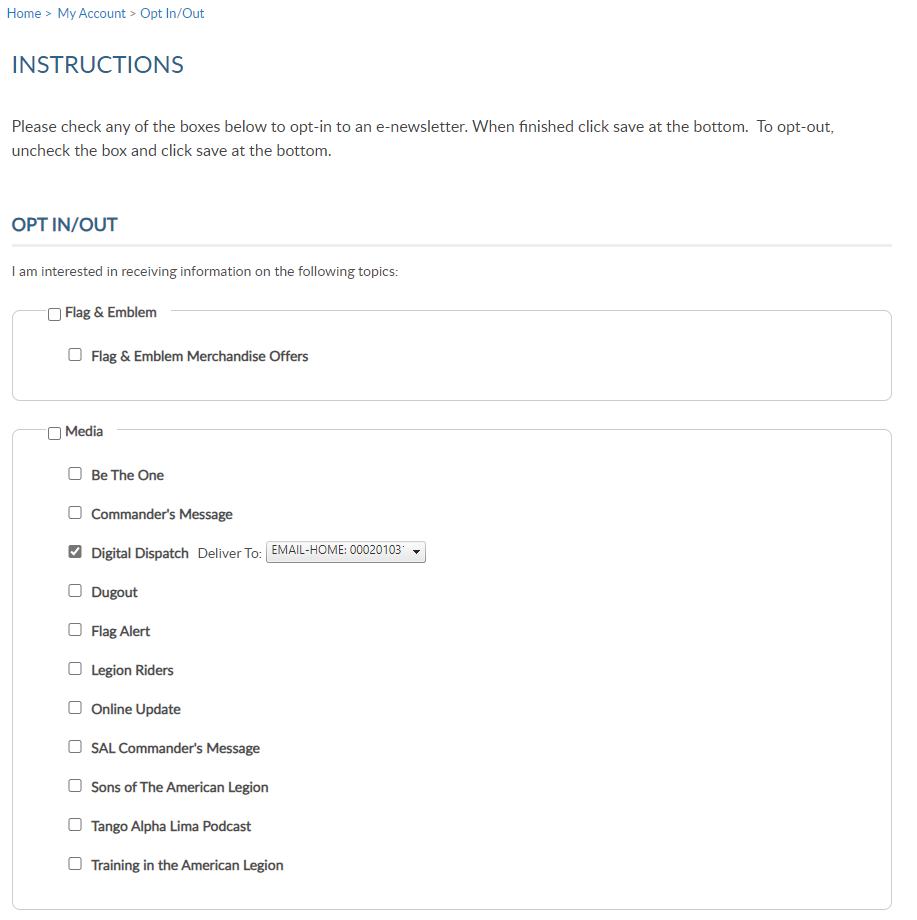 Home > My Account > Opt In/Out
INSTRUCTIONS
Please check any of the boxes below to opt-in to an e-newsletter. When finished click save at the bottom.  To opt-out,
uncheck the box and click save at the bottom.
OPT IN/OUT
I am interested in receiving information on the following topics:
Flag & Emblem
Flag & Emblem Merchandise Offers
Media
Be The One
Commander's Message
Digital Dispatch Deliver To: EMAIL-HOME: 00020103
Dugout
Flag Alert
Legion Riders
Online Update
SAL Commander's Message
Sons of The American Legion
Tango Alpha Lima Podcast
Training in the American Legion